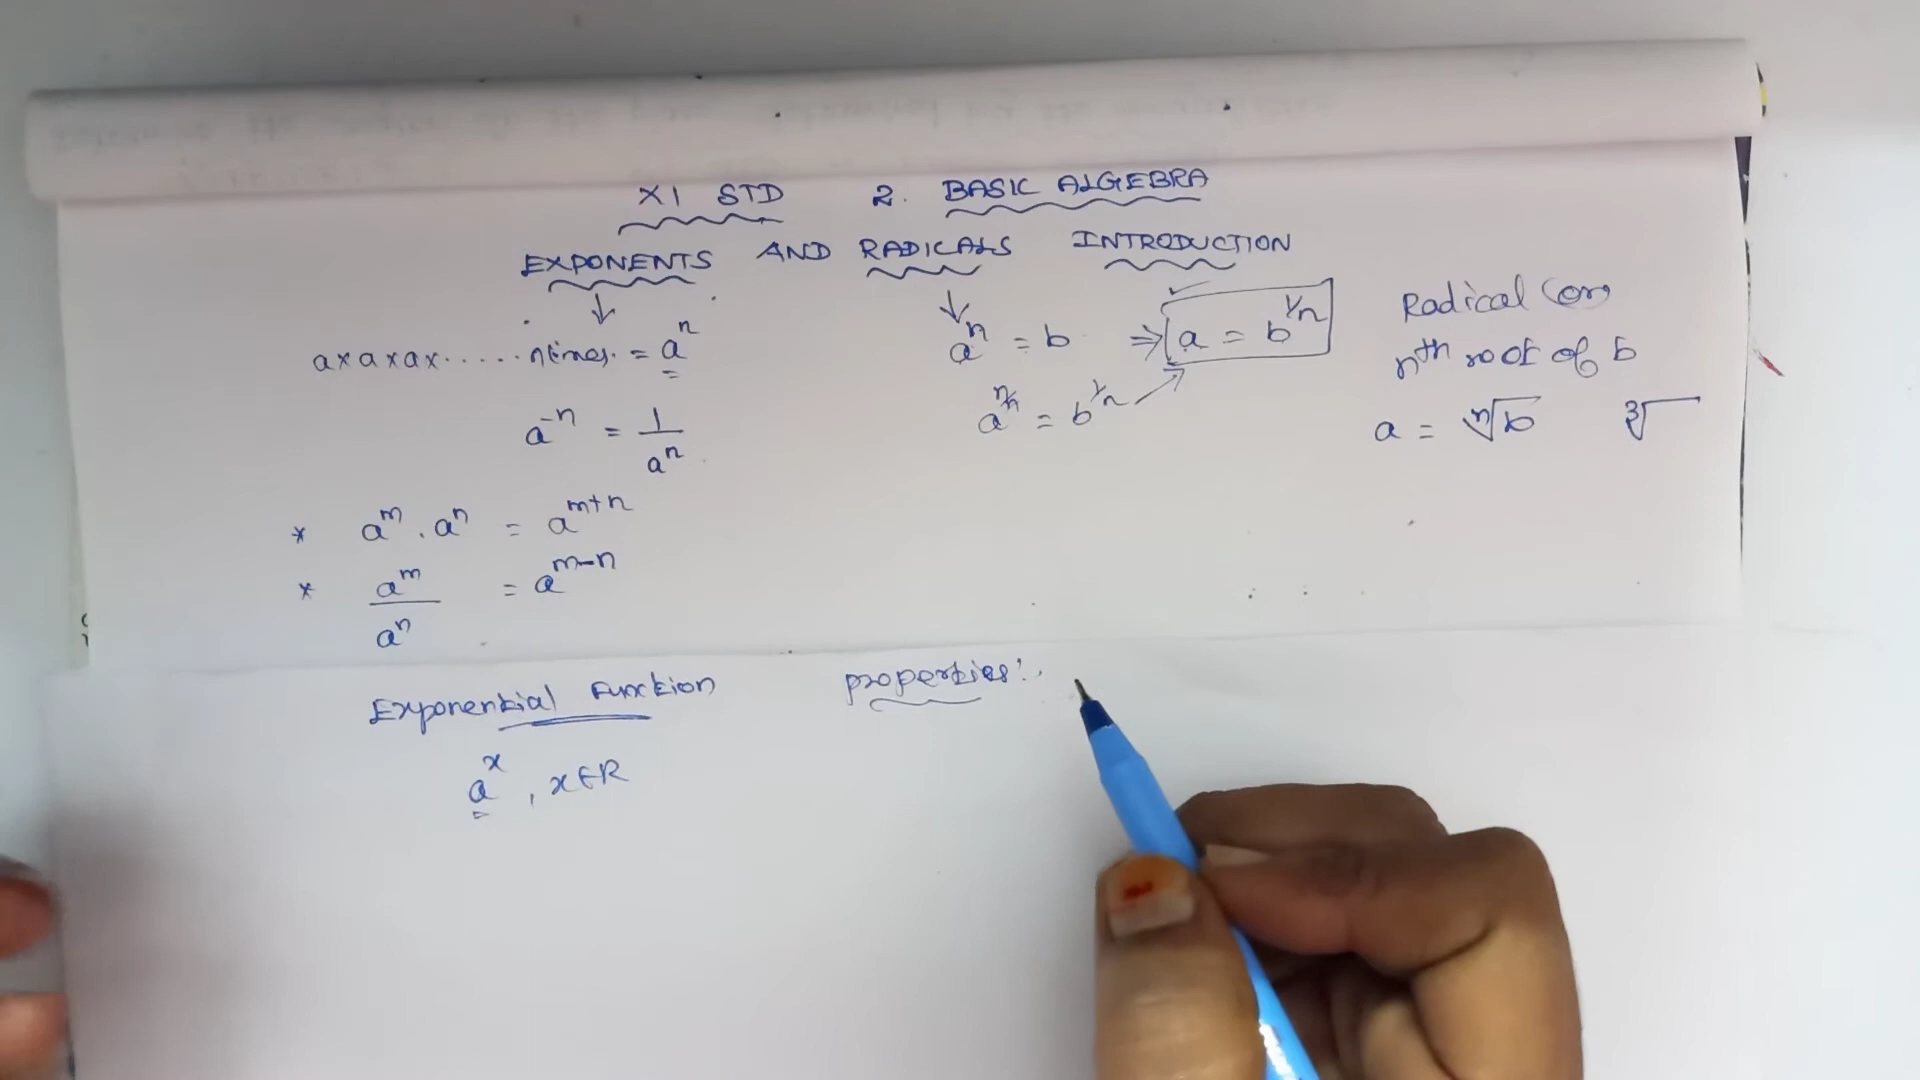 XI STD 2. BASIC ALGEBRA
EXPONENTS AND RADICALS INTRODUCTION
a×a×a×..... n times. = aⁿ
a⁻ⁿ = 1/aⁿ
* aᵐ . aⁿ = aᵐ⁺ⁿ
* aᵐ/aⁿ = aᵐ⁻ⁿ
aⁿ = b ⇒ a = b^1/n
a^n/n = b^1/n
Radical (or)
nth root of b
a = ⁿ√b ³√
Exponential Function
aˣ, x∈R
properties: